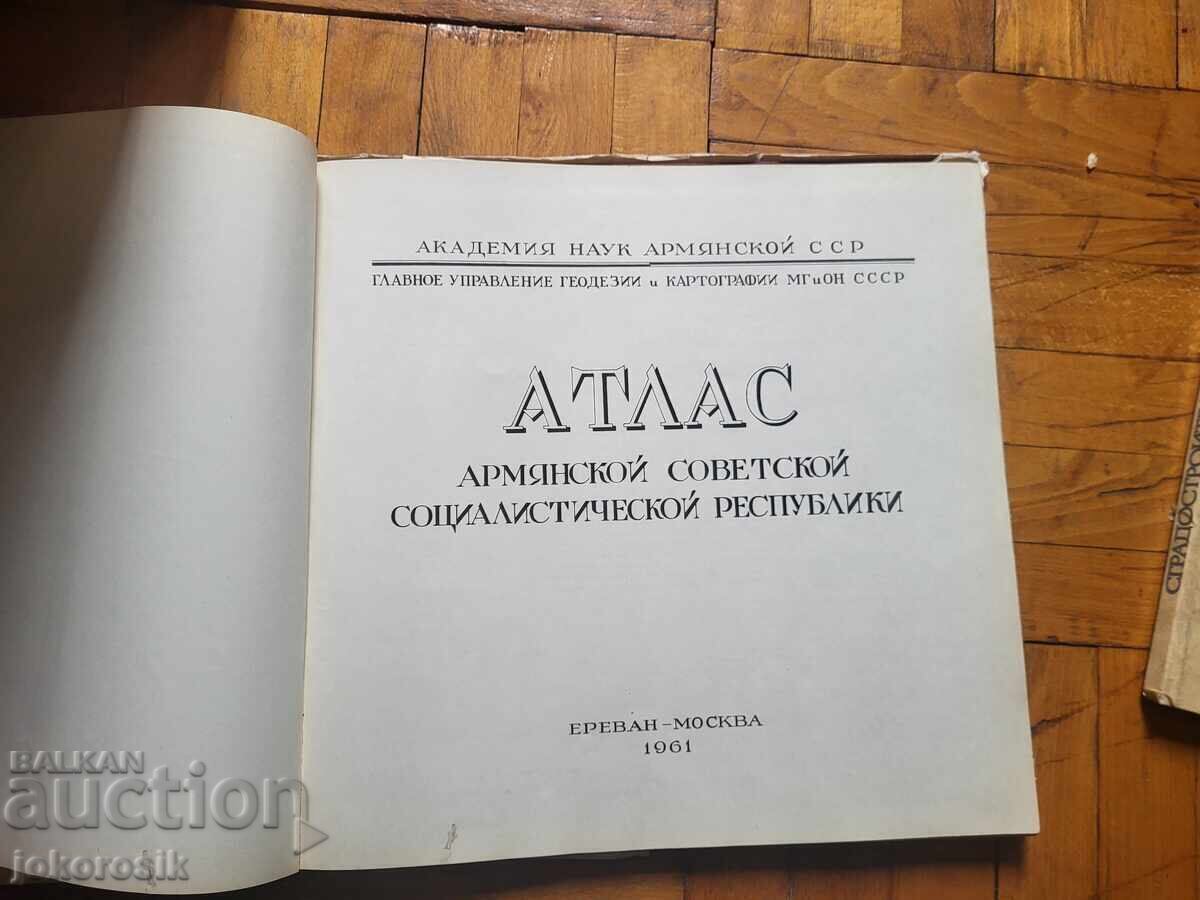 АКАДЕМИЯ НАУК АРМЯНСКОЙ ССР
ГЛАВНОЕ УПРАВЛЕНИЕ ГЕОДЕЗИИ и КАРТОГРАФИИ МГиОН СССР
АТЛАС
АРМЯНСКОЙ СОВЕТСКОЙ
СОЦИАЛИСТИЧЕСКОЙ РЕСПУБЛИКИ
ЕРЕВАН-МОСКВА
1961
BALKAN
auction
jokorosik